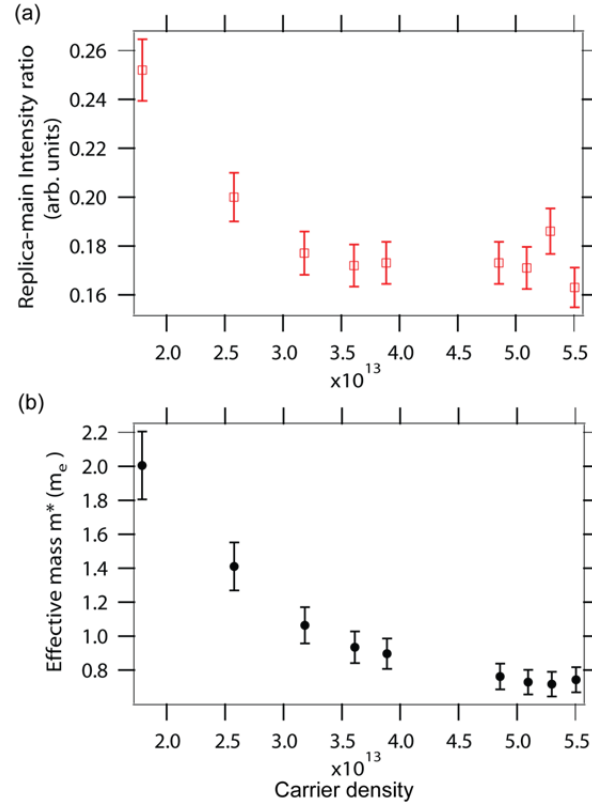 (a)
Replica-main Intensity ratio
(arb. units)
0.26
0.24
0.22
0.20
0.18
0.16
2.0 2.5 3.0 3.5 4.0 4.5 5.0 5.5
x10^13
(b)
Effective mass m* (m_e)
2.2
2.0
1.8
1.6
1.4
1.2
1.0
0.8
2.0 2.5 3.0 3.5 4.0 4.5 5.0 5.5
x10^13
Carrier density